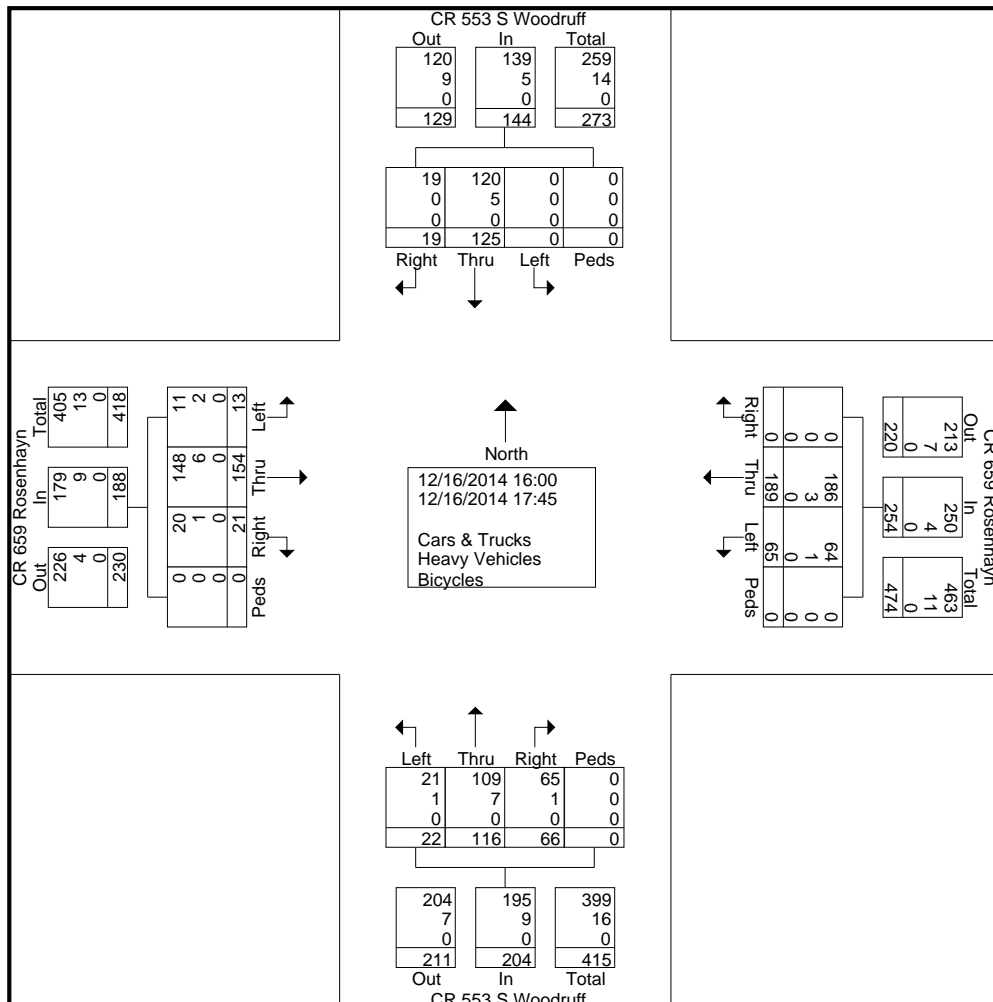 CR 553 S Woodruff
Out In Total
120 139 259
9 5 14
0 0 0
129 144 273
19 120 0 0
0 5 0 0
0 0 0 0
19 125 0 0
Right Thru Left Peds
CR 659 Rosenhayn
Total In Out
405 179 226
13 9 4
0 0 0
418 188 230
11 148 20 0
2 6 1 0
0 0 0 0
13 154 21 0
Left Thru Right Peds
North
12/16/2014 16:00
12/16/2014 17:45
Cars & Trucks
Heavy Vehicles
Bicycles
Right Thru Left Peds
0 189 65 0
0 0 0 0
0 3 1 0
0 186 64 0
220 254 474
0 0 0
7 4 11
213 250 463
Out In Total
CR 659 Rosenhayn
Left Thru Right Peds
21 109 65 0
1 7 1 0
0 0 0 0
22 116 66 0
204 195 399
7 9 16
0 0 0
211 204 415
Out In Total
CR 553 S Woodruff